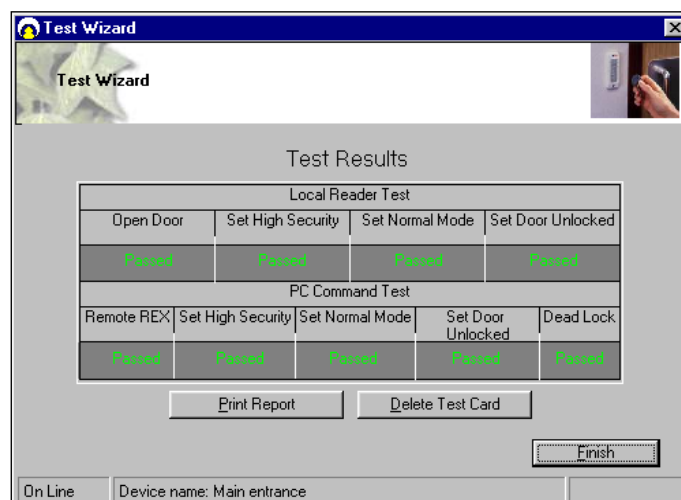 Test Wizard
Test Wizard
Test Results
Local Reader Test
Open Door Set High Security Set Normal Mode Set Door Unlocked
Passed Passed Passed Passed
PC Command Test
Remote REX Set High Security Set Normal Mode Set Door Unlocked Dead Lock
Passed Passed Passed Passed Passed
Print Report Delete Test Card
Finish
On Line Device name: Main entrance